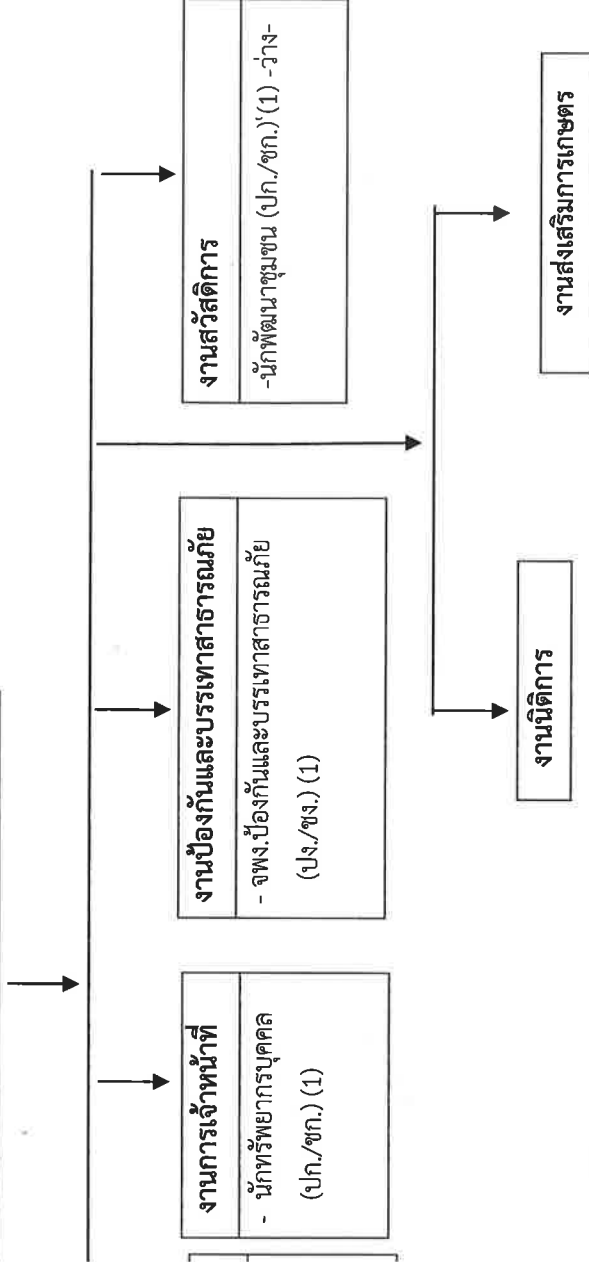 งานการเจ้าหน้าที่
- นักทรัพยากรบุคคล
(ปก./ชก.) (1)
งานป้องกันและบรรเทาสาธารณภัย
- จพง.ป้องกันและบรรเทาสาธารณภัย
(ปง./ชง.) (1)
งานสวัสดิการ
-นักพัฒนาชุมชน (ปก./ชก.)'(1) -ว่าง-
งานนิติการ
งานส่งเสริมการเกษตร